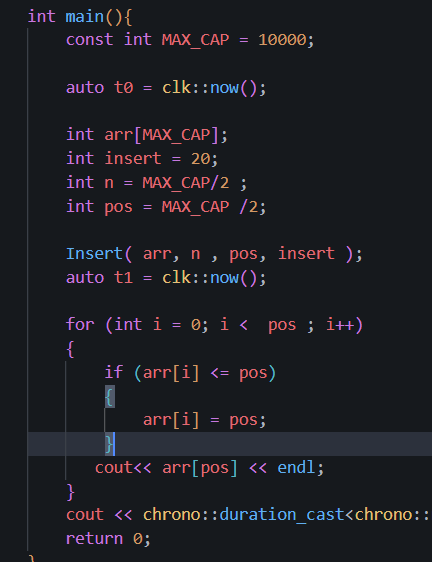 int main(){
const int MAX_CAP = 10000;
auto t0 = clk::now();
int arr[MAX_CAP];
int insert = 20;
int n = MAX_CAP/2 ;
int pos = MAX_CAP /2;
Insert( arr, n , pos, insert );
auto t1 = clk::now();
for (int i = 0; i <  pos ; i++)
{
if (arr[i] <= pos)
{
arr[i] = pos;
}
cout<< arr[pos] << endl;
}
cout << chrono::duration_cast<chrono::
return 0;
}